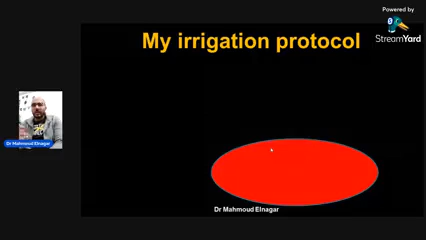 Powered by
StreamYard
My irrigation protocol
Dr Mahmoud Elnagar
Dr Mahmoud Elnagar